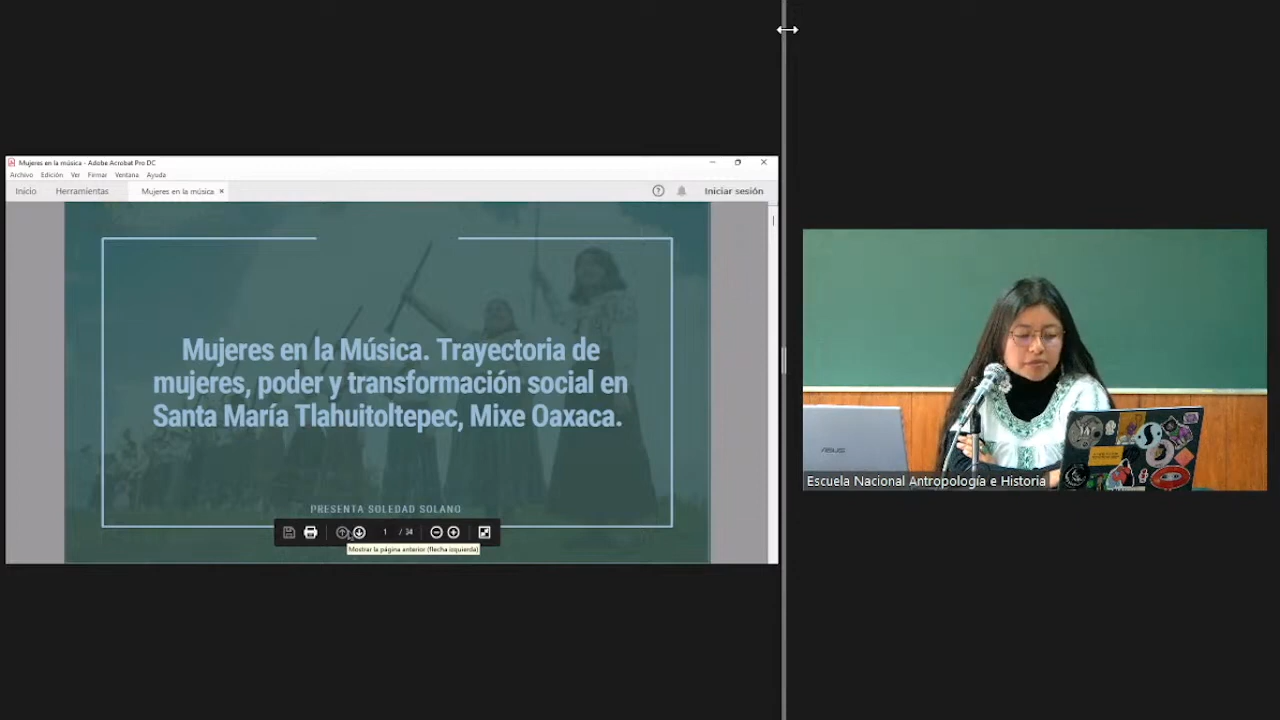 Mujeres en la música - Adobe Acrobat Pro DC
Archivo Edición Ver Firmar Ventana Ayuda
Inicio Herramientas Mujeres en la música × Iniciar sesión
Mujeres en la Música. Trayectoria de
mujeres, poder y transformación social en
Santa María Tlahuitoltepec, Mixe Oaxaca.
PRESENTA SOLEDAD SOLANO
1 / 34
Mostrar la página anterior (flecha izquierda)
ASUS
Escuela Nacional Antropología e Historia